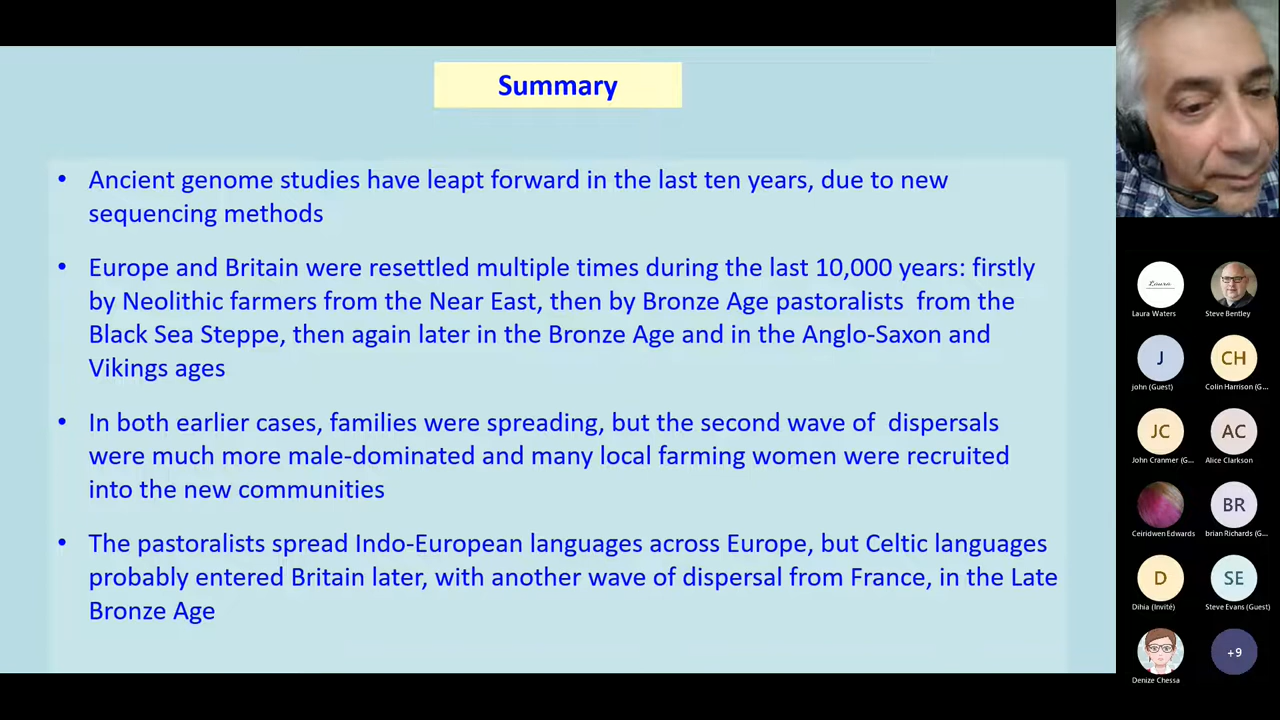 Summary
• Ancient genome studies have leapt forward in the last ten years, due to new
sequencing methods
• Europe and Britain were resettled multiple times during the last 10,000 years: firstly
by Neolithic farmers from the Near East, then by Bronze Age pastoralists from the
Black Sea Steppe, then again later in the Bronze Age and in the Anglo-Saxon and
Vikings ages
• In both earlier cases, families were spreading, but the second wave of dispersals
were much more male-dominated and many local farming women were recruited
into the new communities
• The pastoralists spread Indo-European languages across Europe, but Celtic languages
probably entered Britain later, with another wave of dispersal from France, in the Late
Bronze Age
Laura
Laura Waters
Steve Bentley
J
john (Guest)
CH
Colin Harrison (G...
JC
John Cranmer (G...
AC
Alice Clarkson
Ceiridwen Edwards
BR
brian Richards (G...
D
Dihia (Invité)
SE
Steve Evans (Guest)
Denize Chessa
+9